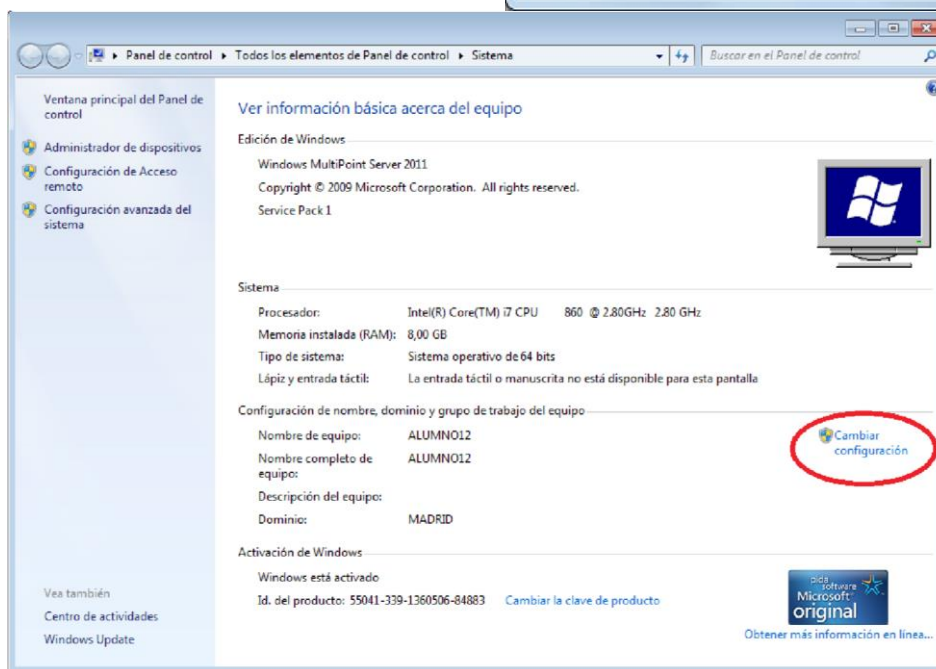 Panel de control ▸ Todos los elementos de Panel de control ▸ Sistema
Buscar en el Panel de control
Ventana principal del Panel de
control
Administrador de dispositivos
Configuración de Acceso
remoto
Configuración avanzada del
sistema
Ver información básica acerca del equipo
Edición de Windows
Windows MultiPoint Server 2011
Copyright © 2009 Microsoft Corporation. All rights reserved.
Service Pack 1
Sistema
Procesador: Intel(R) Core(TM) i7 CPU 860 @ 2.80GHz 2.80 GHz
Memoria instalada (RAM): 8,00 GB
Tipo de sistema: Sistema operativo de 64 bits
Lápiz y entrada táctil: La entrada táctil o manuscrita no está disponible para esta pantalla
Configuración de nombre, dominio y grupo de trabajo del equipo
Nombre de equipo: ALUMNO12
Cambiar
configuración
Nombre completo de
equipo: ALUMNO12
Descripción del equipo:
Dominio: MADRID
Activación de Windows
Windows está activado
Id. del producto: 55041-339-1360506-84883 Cambiar la clave de producto
pida
software
Microsoft
original
Obtener más información en línea...
Vea también
Centro de actividades
Windows Update